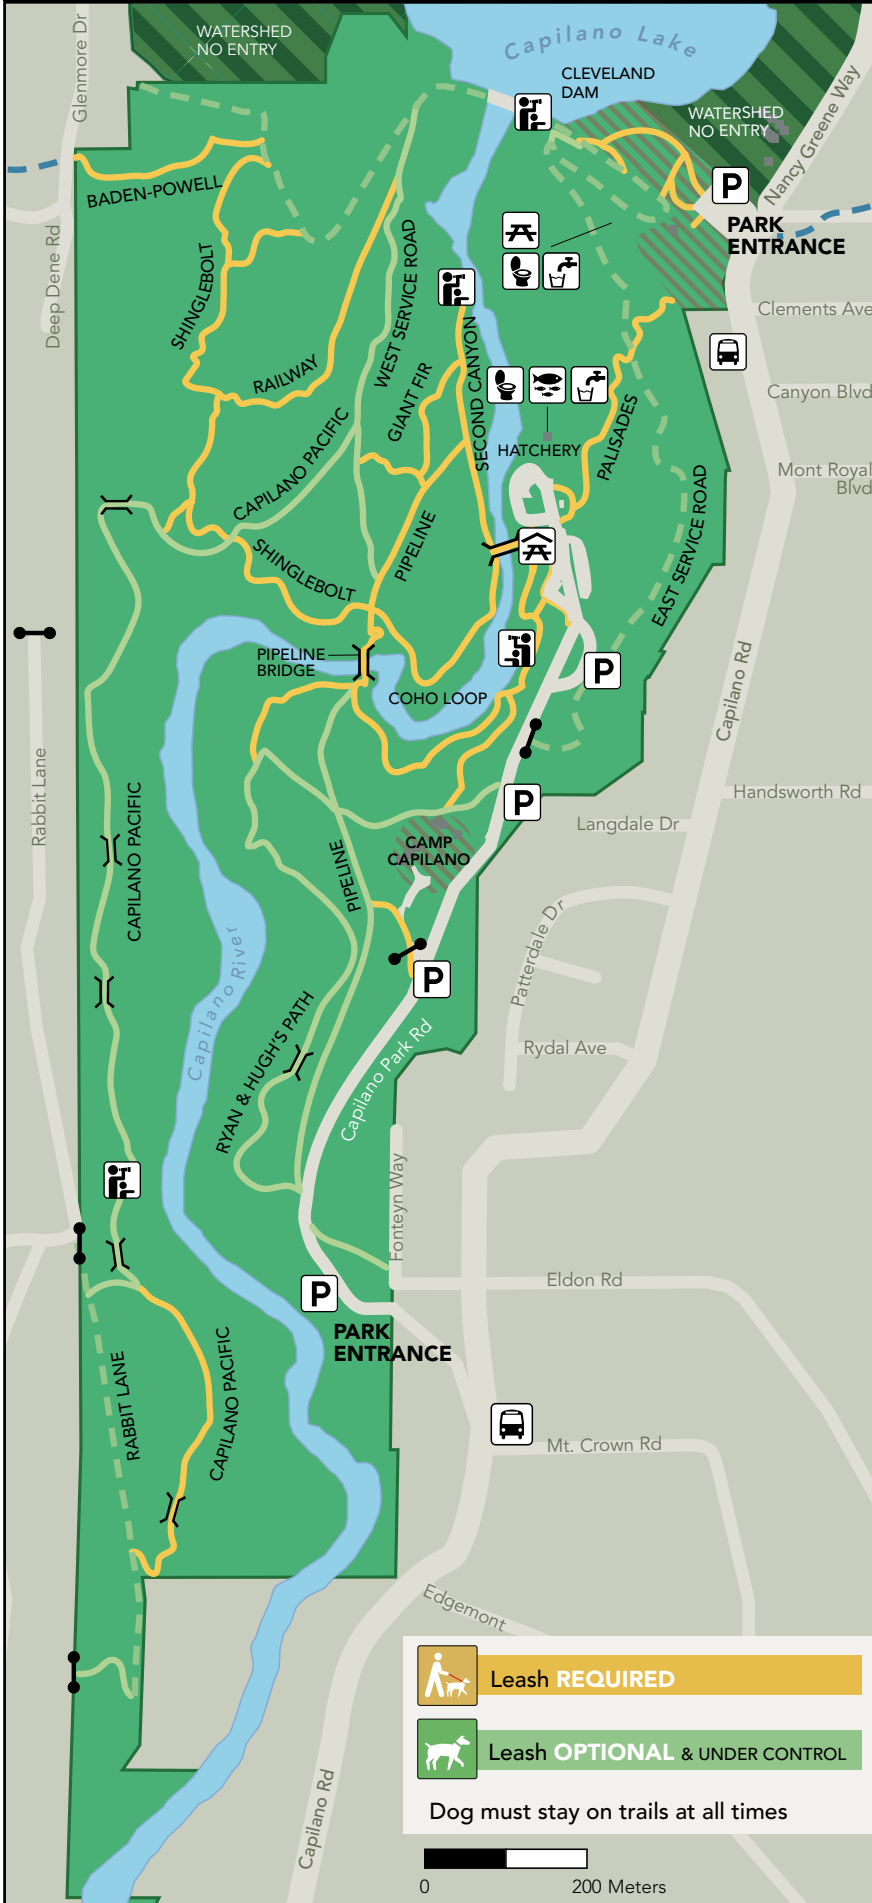 WATERSHED
NO ENTRY
Glenmore Dr
Capilano Lake
CLEVELAND
DAM
WATERSHED
NO ENTRY
Nancy Greene Way
P
PARK
ENTRANCE
BADEN-POWELL
Deep Dene Rd
SHINGLEBOLT
WEST SERVICE ROAD
Clements Ave
RAILWAY
GIANT FIR
SECOND CANYON
Canyon Blvd
CAPILANO PACIFIC
HATCHERY
PALISADES
Mont Royal
Blvd
EAST SERVICE ROAD
SHINGLEBOLT
PIPELINE
PIPELINE
BRIDGE
COHO LOOP
P
Capilano Rd
Rabbit Lane
CAPILANO PACIFIC
P
Handsworth Rd
Langdale Dr
CAMP
CAPILANO
PIPELINE
Patterdale Dr
Capilano River
P
RYAN & HUGH'S PATH
Capilano Park Rd
Rydal Ave
Fonteyn Way
Eldon Rd
P
PARK
ENTRANCE
RABBIT LANE
CAPILANO PACIFIC
Mt. Crown Rd
Edgemont
Leash REQUIRED
Leash OPTIONAL & UNDER CONTROL
Dog must stay on trails at all times
Capilano Rd
0 200 Meters